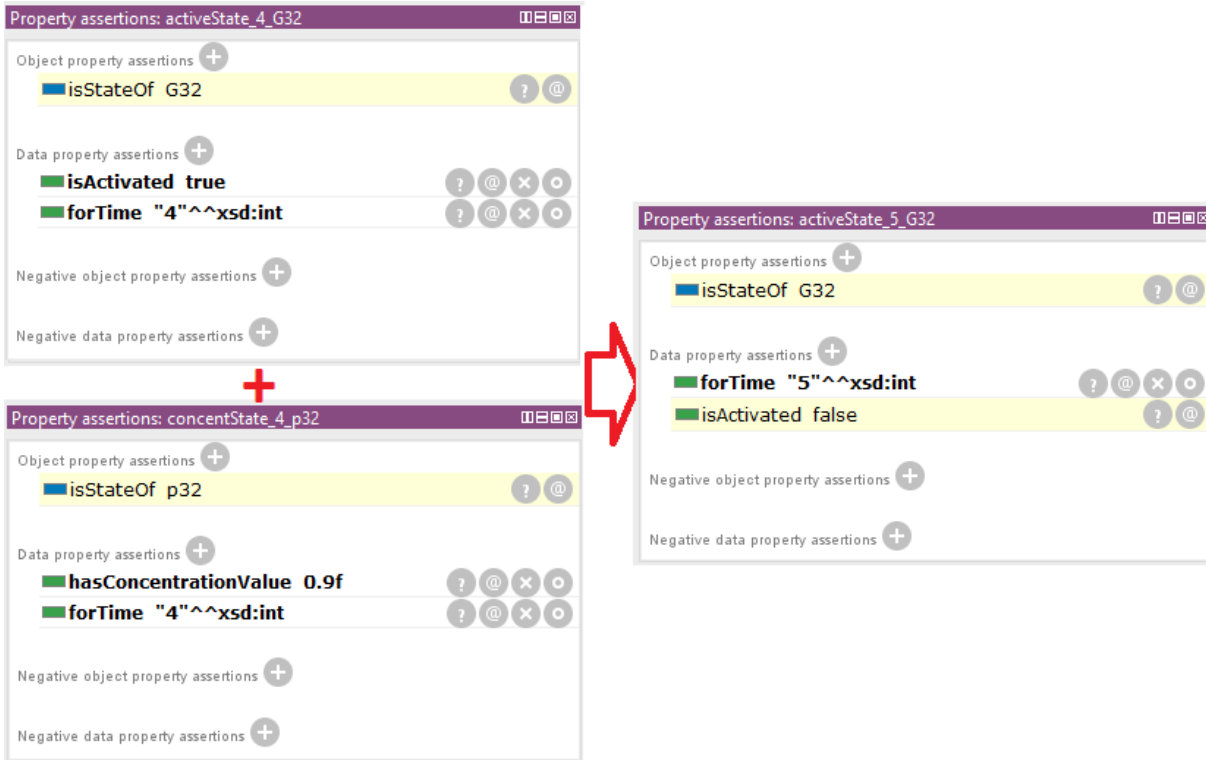 Property assertions: activeState_4_G32
Object property assertions
isStateOf G32
Data property assertions
isActivated true
forTime "4"^^xsd:int
Negative object property assertions
Negative data property assertions
Property assertions: concentState_4_p32
Object property assertions
isStateOf p32
Data property assertions
hasConcentrationValue 0.9f
forTime "4"^^xsd:int
Negative object property assertions
Negative data property assertions
Property assertions: activeState_5_G32
Object property assertions
isStateOf G32
Data property assertions
forTime "5"^^xsd:int
isActivated false
Negative object property assertions
Negative data property assertions